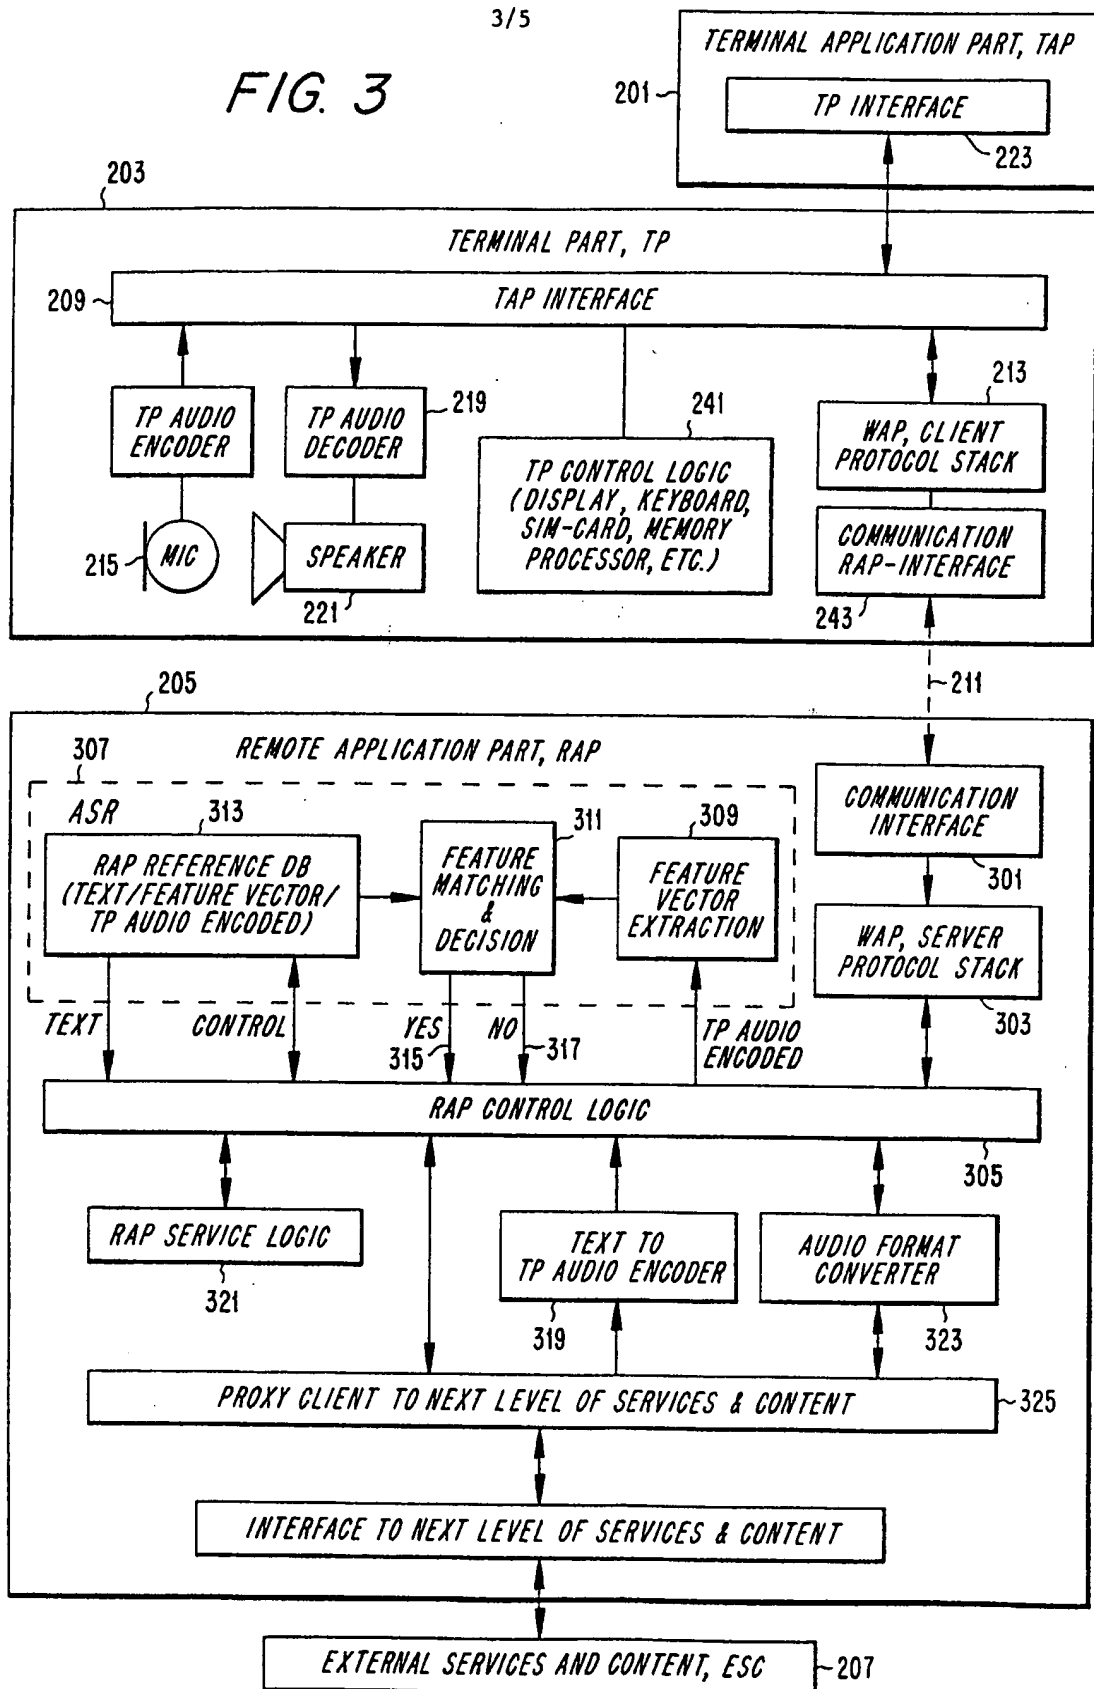 3/5
FIG. 3
TERMINAL APPLICATION PART, TAP
201
TP INTERFACE
223
203
TERMINAL PART, TP
209
TAP INTERFACE
TP AUDIO
ENCODER
TP AUDIO
DECODER
219
241
213
TP CONTROL LOGIC
(DISPLAY, KEYBOARD,
SIM-CARD, MEMORY
PROCESSOR, ETC.)
WAP, CLIENT
PROTOCOL STACK
215
MIC
SPEAKER
221
COMMUNICATION
RAP-INTERFACE
243
211
205
REMOTE APPLICATION PART, RAP
307
ASR
313
RAP REFERENCE DB
(TEXT/FEATURE VECTOR/
TP AUDIO ENCODED)
311
FEATURE
MATCHING
&
DECISION
309
FEATURE
VECTOR
EXTRACTION
COMMUNICATION
INTERFACE
301
WAP, SERVER
PROTOCOL STACK
303
TEXT
CONTROL
YES
315
NO
317
TP AUDIO
ENCODED
RAP CONTROL LOGIC
305
RAP SERVICE LOGIC
321
TEXT TO
TP AUDIO ENCODER
319
AUDIO FORMAT
CONVERTER
323
PROXY CLIENT TO NEXT LEVEL OF SERVICES & CONTENT
325
INTERFACE TO NEXT LEVEL OF SERVICES & CONTENT
EXTERNAL SERVICES AND CONTENT, ESC
207